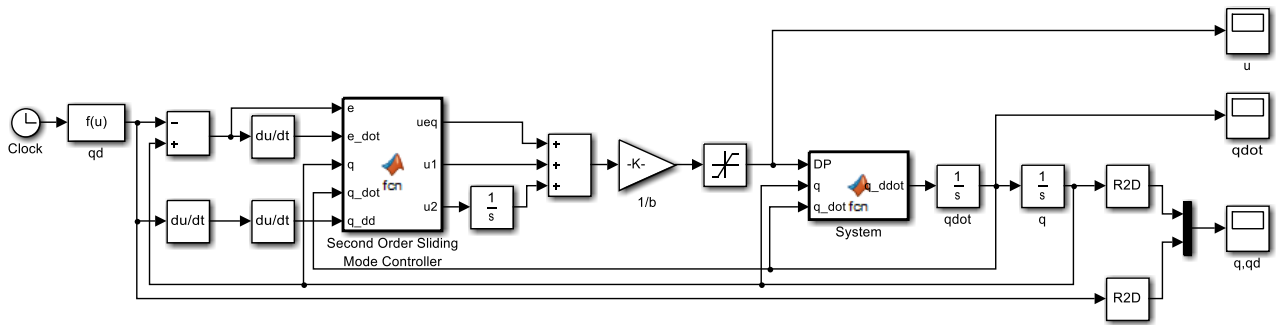 Clock
f(u)
qd
−
+
du/dt
du/dt
du/dt
e
e_dot
q
q_dot
q_dd
fcn
ueq
u1
u2
Second Order Sliding
Mode Controller
1
s
+
+
+
-K-
1/b
DP
q
q_dot
fcn
q_ddot
System
1
s
qdot
1
s
q
R2D
R2D
u
qdot
q,qd